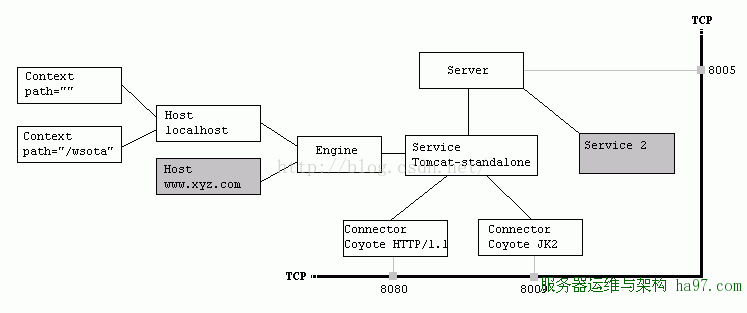 TCP
Server
8005
Context
path=""
Host
localhost
Context
path="/wsota"
Engine
Service
Tomcat-standalone
Service 2
http://blog.csdn.net/
Host
www.xyz.com
Connector
Coyote HTTP/1.1
Connector
Coyote JK2
TCP
8080
8009
服务器运维与架构 ha97.com